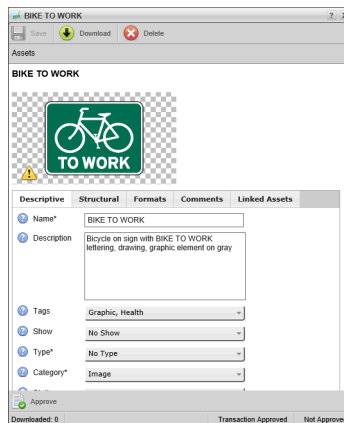 BIKE TO WORK ?
Save Download Delete
Assets
BIKE TO WORK
TO WORK
Descriptive Structural Formats Comments Linked Assets
? Name* BIKE TO WORK
? Description Bicycle on sign with BIKE TO WORK
lettering, drawing, graphic element on gray
? Tags Graphic, Health
? Show No Show
? Type* No Type
? Category* Image
Approve
Downloaded: 0 Transaction Approved Not Approved